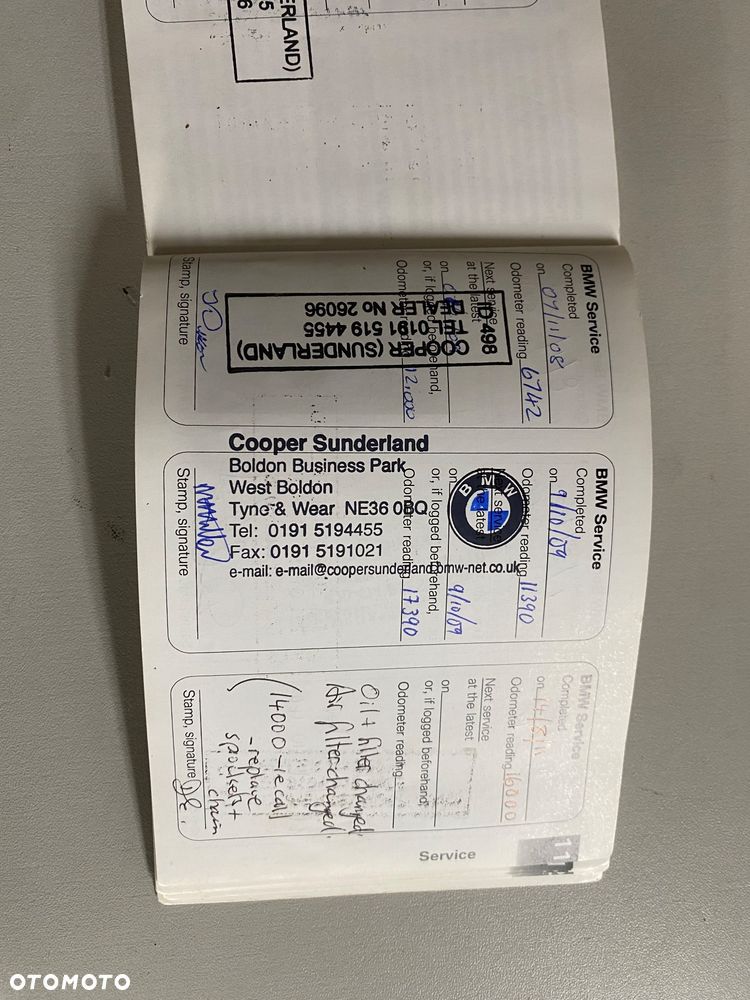 ERLAND)
5
6
BMW Service
Completed
on 07/11/08
Odometer reading 6742
Next service
at the latest
on
or, if logged beforehand,
Odometer reading 12,000
Stamp, signature
COOPER (SUNDERLAND)
TEL 0191 519 4455
DEALER No 26096
ID 498
BMW Service
Completed
on 9/10/09
Odometer reading 11390
Next service
at the latest
on 9/10/09
or, if logged beforehand,
Odometer reading 17390
Stamp, signature
BMW
Cooper Sunderland
Boldon Business Park
West Boldon
Tyne & Wear NE36 0BQ
Tel: 0191 5194455
Fax: 0191 5191021
e-mail: e-mail@coopersunderland.bmw-net.co.uk
BMW Service
Completed
on 14/3/11
Odometer reading 16000
Next service
at the latest
on
or, if logged beforehand,
Odometer reading
Oil + filter changed
Air filter changed.
(14000 - recall
- replace
sprockets +
chain
Stamp, signature
Service
11
OTOMOTO